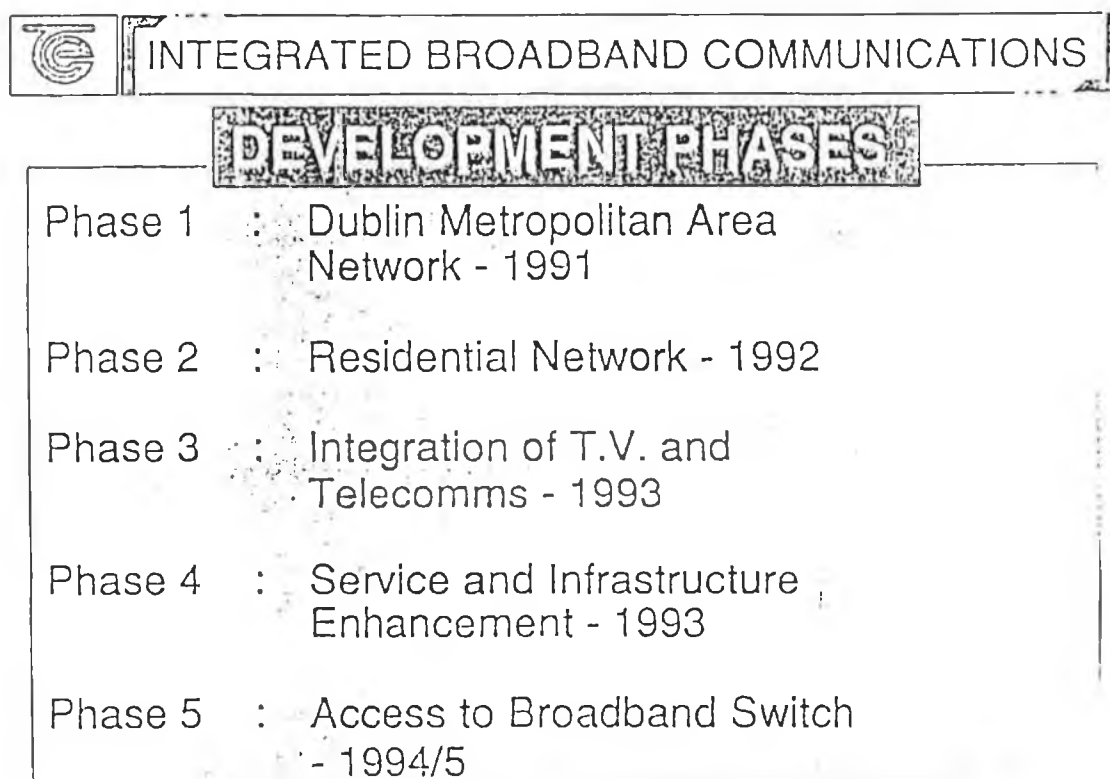 INTEGRATED BROADBAND COMMUNICATIONS
DEVELOPMENT PHASES
Phase 1 : Dublin Metropolitan Area
Network - 1991
Phase 2 : Residential Network - 1992
Phase 3 : Integration of T.V. and
Telecomms - 1993
Phase 4 : Service and Infrastructure
Enhancement - 1993
Phase 5 : Access to Broadband Switch
- 1994/5